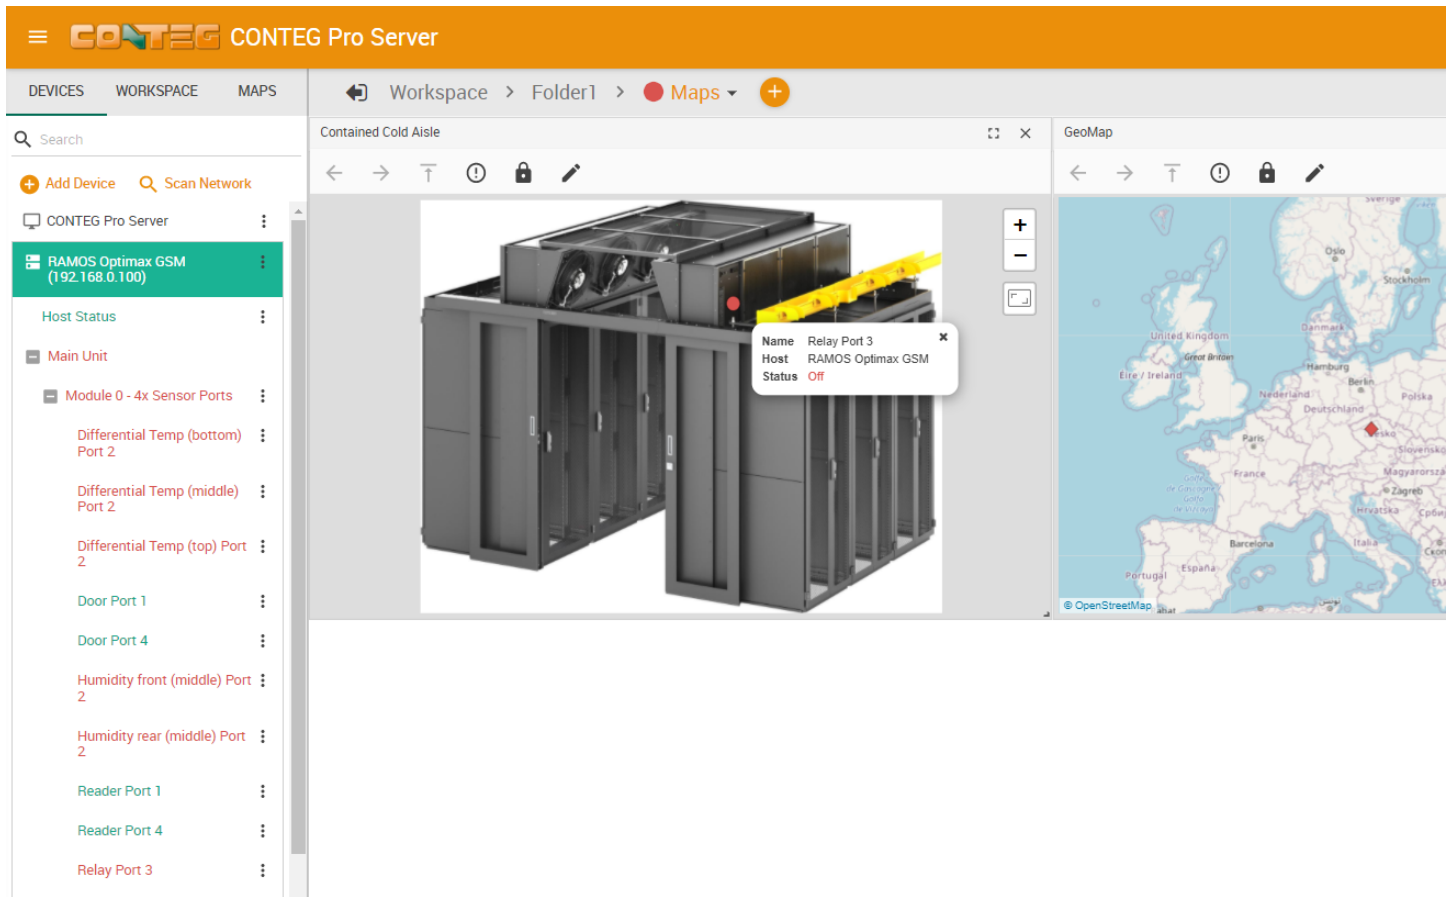 CONTEG CONTEG Pro Server
DEVICES WORKSPACE MAPS
Workspace > Folder1 > Maps
Search
Add Device Scan Network
CONTEG Pro Server
RAMOS Optimax GSM
(192.168.0.100)
Host Status
Main Unit
Module 0 - 4x Sensor Ports
Differential Temp (bottom)
Port 2
Differential Temp (middle)
Port 2
Differential Temp (top) Port
2
Door Port 1
Door Port 4
Humidity front (middle) Port
2
Humidity rear (middle) Port
2
Reader Port 1
Reader Port 4
Relay Port 3
Contained Cold Aisle
Name Relay Port 3
Host RAMOS Optimax GSM
Status Off
GeoMap
Sverige
Oslo
Stockholm
United Kingdom
Danmark
Great Britain
Hamburg
Éire / Ireland
Berlin
Nederland
Polska
Deutschland
Paris
Česko
Slovensko
France
Magyarorszá
Zagreb
Hrvatska
Barcelona
Italia
Portugal
España
© OpenStreetMap